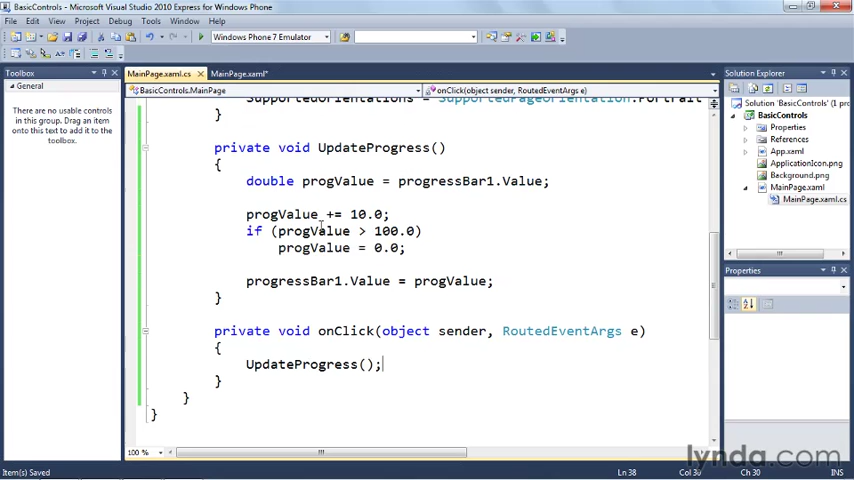 BasicControls - Microsoft Visual Studio 2010 Express for Windows Phone
File Edit View Project Debug Tools Window Help
Windows Phone 7 Emulator
Toolbox
General
There are no usable controls
in this group. Drag an item
onto this text to add it to the
toolbox.
MainPage.xaml.cs
MainPage.xaml*
BasicControls.MainPage
onClick(object sender, RoutedEventArgs e)
SupportedOrientations = SupportedPageOrientation.Portrait
}
private void UpdateProgress()
{
double progValue = progressBar1.Value;
progValue += 10.0;
if (progValue > 100.0)
progValue = 0.0;
progressBar1.Value = progValue;
}
private void onClick(object sender, RoutedEventArgs e)
{
UpdateProgress();
}
}
}
100 %
Solution Explorer
Solution 'BasicControls' (1 pro
BasicControls
Properties
References
App.xaml
ApplicationIcon.png
Background.png
MainPage.xaml
MainPage.xaml.cs
Properties
Item(s) Saved
Ln 38
Ch 30
INS
lynda.com